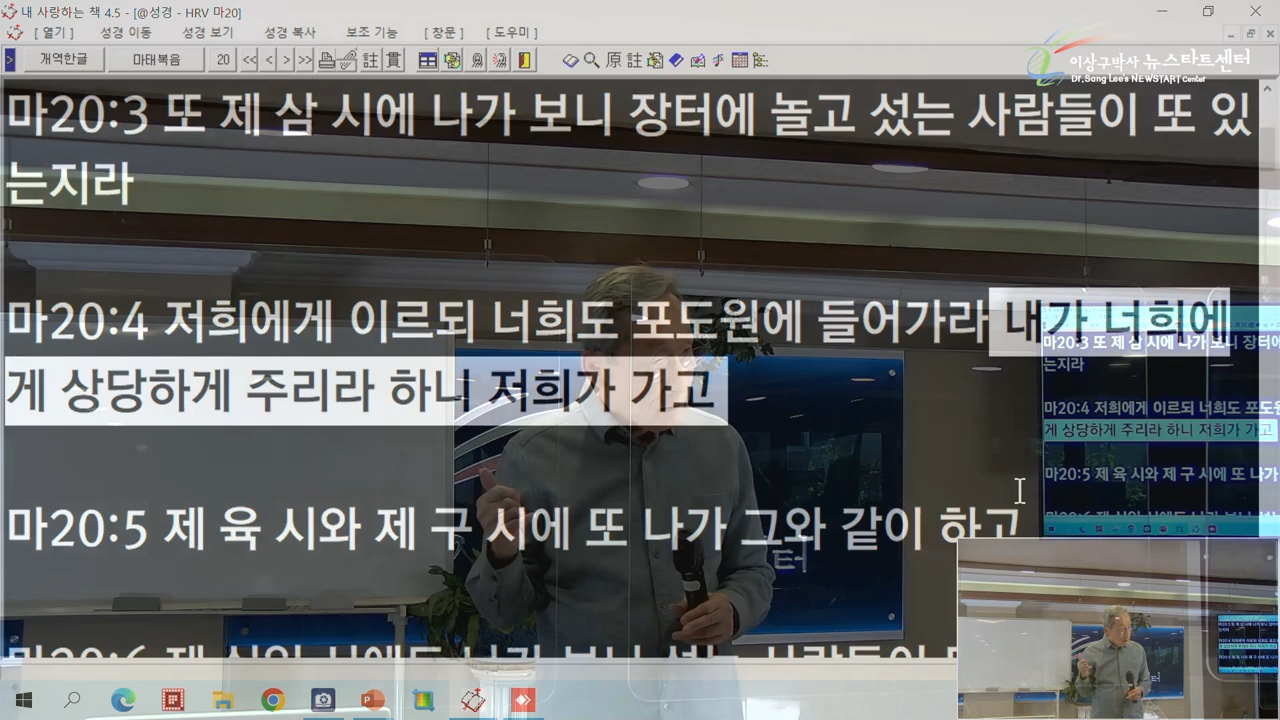 내 사랑하는 책 4.5 - [@성경 - HRV 마20]
[ 열기 ] 성경 이동 성경 보기 성경 복사 보조 기능 [ 창문 ] [ 도우미 ]
개역한글 마태복음 20 << < > >> 註 貫 原 註
이상구박사 뉴스타트센터
Dr. Sang Lee's NEWSTART Center
마20:3 또 제 삼 시에 나가 보니 장터에 놀고 섰는 사람들이 또 있
는지라
마20:4 저희에게 이르되 너희도 포도원에 들어가라 내가 너희에
게 상당하게 주리라 하니 저희가 가고
마20:5 제 육 시와 제 구 시에 또 나가 그와 같이 하고
마20:3 또 제 삼 시에 나가 보니 장터에
는지라
마20:4 저희에게 이르되 너희도 포도원
게 상당하게 주리라 하니 저희가 가고
마20:5 제 육 시와 제 구 시에 또 나가
터